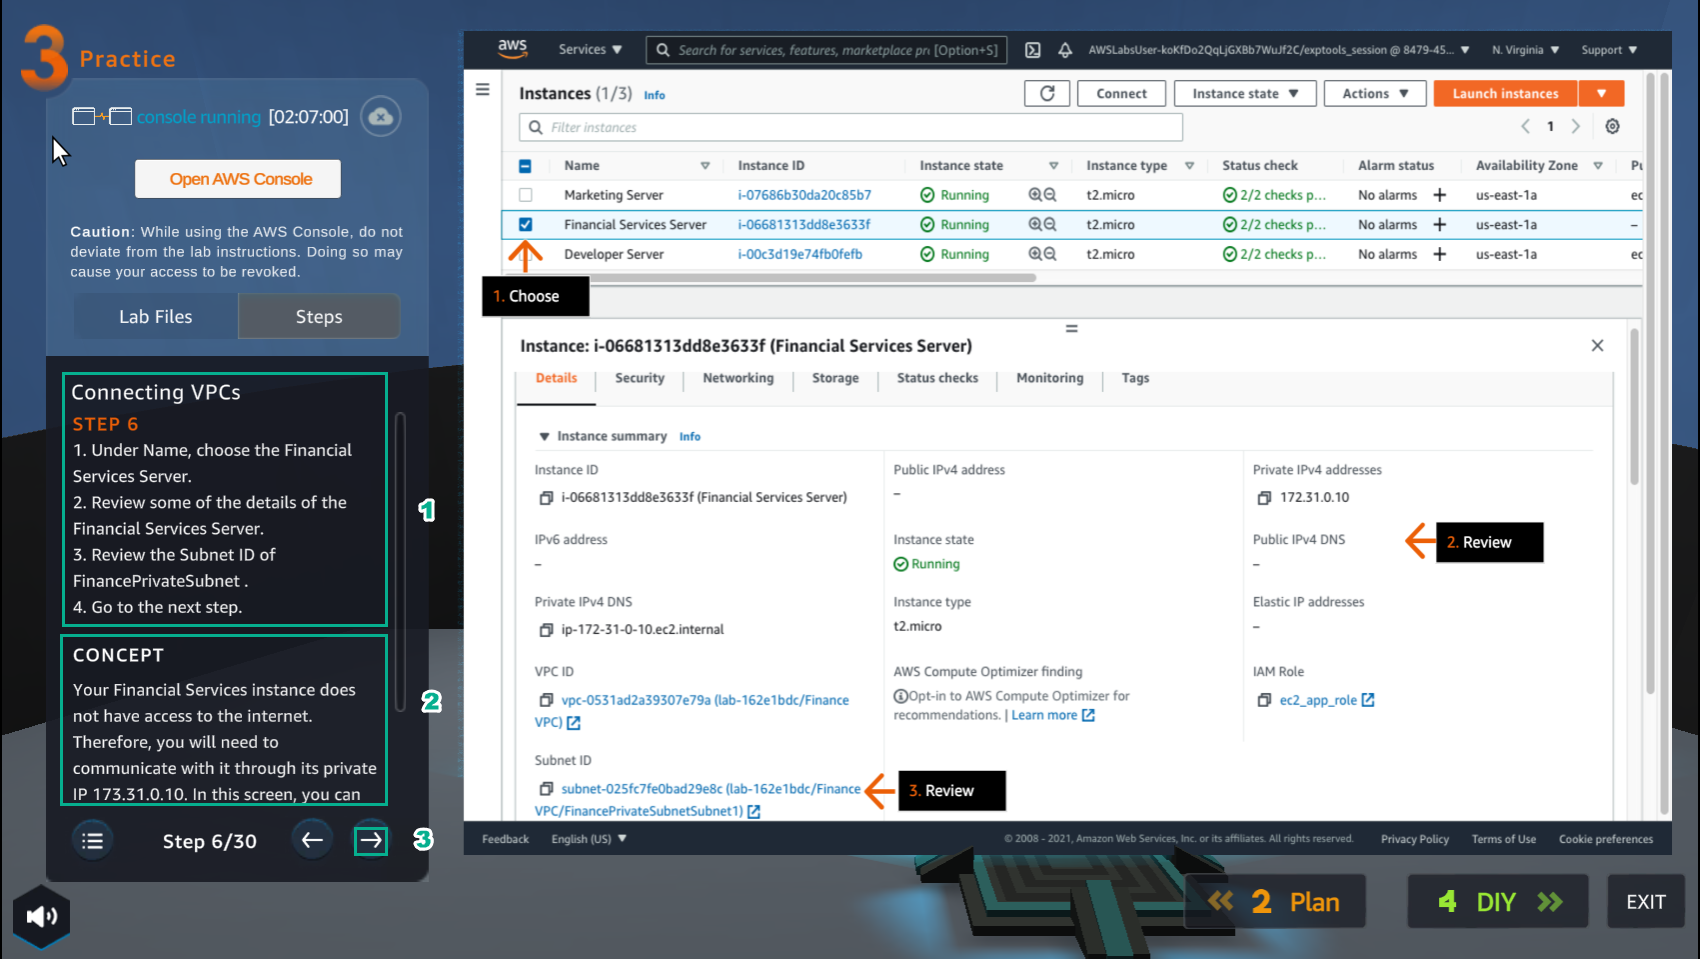 3 Practice
console running [02:07:00]
Open AWS Console
Caution: While using the AWS Console, do not
deviate from the lab instructions. Doing so may
cause your access to be revoked.
Lab Files
Steps
Connecting VPCs
STEP 6
1. Under Name, choose the Financial
Services Server.
2. Review some of the details of the
Financial Services Server.
3. Review the Subnet ID of
FinancePrivateSubnet .
4. Go to the next step.
1
CONCEPT
Your Financial Services instance does
not have access to the internet.
Therefore, you will need to
communicate with it through its private
IP 173.31.0.10. In this screen, you can
2
Step 6/30
3
aws
Services
Search for services, features, marketplace pr [Option+S]
AWSLabsUser-koKfDo2QqLjGXBb7WuJf2C/exptools_session @ 8479-45...
N. Virginia
Support
Instances (1/3) Info
Connect
Instance state
Actions
Launch instances
Filter instances
1
Name Instance ID Instance state Instance type Status check Alarm status Availability Zone
Marketing Server i-07686b30da20c85b7 Running t2.micro 2/2 checks p... No alarms + us-east-1a ec
Financial Services Server i-06681313dd8e3633f Running t2.micro 2/2 checks p... No alarms + us-east-1a –
Developer Server i-00c3d19e74fb0fefb Running t2.micro 2/2 checks p... No alarms + us-east-1a ec
1. Choose
Instance: i-06681313dd8e3633f (Financial Services Server)
Details Security Networking Storage Status checks Monitoring Tags
Instance summary Info
Instance ID
i-06681313dd8e3633f (Financial Services Server)
Public IPv4 address
–
Private IPv4 addresses
172.31.0.10
IPv6 address
–
Instance state
Running
Public IPv4 DNS
–
2. Review
Private IPv4 DNS
ip-172-31-0-10.ec2.internal
Instance type
t2.micro
Elastic IP addresses
–
VPC ID
vpc-0531ad2a39307e79a (lab-162e1bdc/Finance
VPC)
AWS Compute Optimizer finding
Opt-in to AWS Compute Optimizer for
recommendations. | Learn more
IAM Role
ec2_app_role
Subnet ID
subnet-025fc7fe0bad29e8c (lab-162e1bdc/Finance
VPC/FinancePrivateSubnetSubnet1)
3. Review
Feedback
English (US)
© 2008 - 2021, Amazon Web Services, Inc. or its affiliates. All rights reserved.
Privacy Policy
Terms of Use
Cookie preferences
2 Plan
4 DIY
EXIT